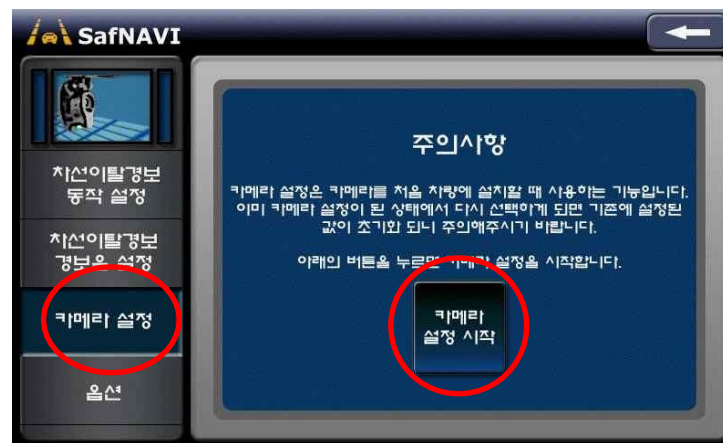 SafNAVI
차선이탈경보
동작 설정
차선이탈경보
경보음 설정
카메라 설정
옵션
주의사항
카메라 설정은 카메라를 처음 차량에 설치할 때 사용하는 기능입니다.
이미 카메라 설정이 된 상태에서 다시 선택하게 되면 기존에 설정된
값이 초기화 되니 주의해주시기 바랍니다.
아래의 버튼을 누르면 카메라 설정을 시작합니다.
카메라
설정 시작